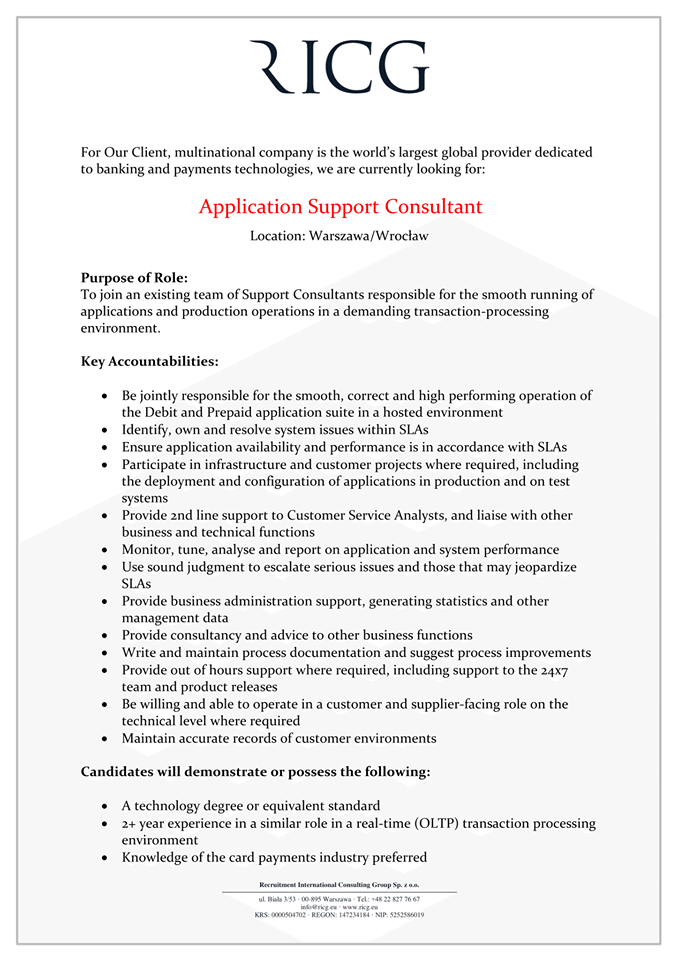 RICG
For Our Client, multinational company is the world's largest global provider dedicated
to banking and payments technologies, we are currently looking for:
Application Support Consultant
Location: Warszawa/Wrocław
Purpose of Role:
To join an existing team of Support Consultants responsible for the smooth running of
applications and production operations in a demanding transaction-processing
environment.
Key Accountabilities:
• Be jointly responsible for the smooth, correct and high performing operation of
the Debit and Prepaid application suite in a hosted environment
• Identify, own and resolve system issues within SLAs
• Ensure application availability and performance is in accordance with SLAs
• Participate in infrastructure and customer projects where required, including
the deployment and configuration of applications in production and on test
systems
• Provide 2nd line support to Customer Service Analysts, and liaise with other
business and technical functions
• Monitor, tune, analyse and report on application and system performance
• Use sound judgment to escalate serious issues and those that may jeopardize
SLAs
• Provide business administration support, generating statistics and other
management data
• Provide consultancy and advice to other business functions
• Write and maintain process documentation and suggest process improvements
• Provide out of hours support where required, including support to the 24x7
team and product releases
• Be willing and able to operate in a customer and supplier-facing role on the
technical level where required
• Maintain accurate records of customer environments
Candidates will demonstrate or possess the following:
• A technology degree or equivalent standard
• 2+ year experience in a similar role in a real-time (OLTP) transaction processing
environment
• Knowledge of the card payments industry preferred
Recruitment International Consulting Group Sp. z o.o.
ul. Biała 3/53 · 00-895 Warszawa · Tel.: +48 22 827 76 67
info@ricg.eu · www.ricg.eu
KRS: 0000504702 · REGON: 147234184 · NIP: 5252586019